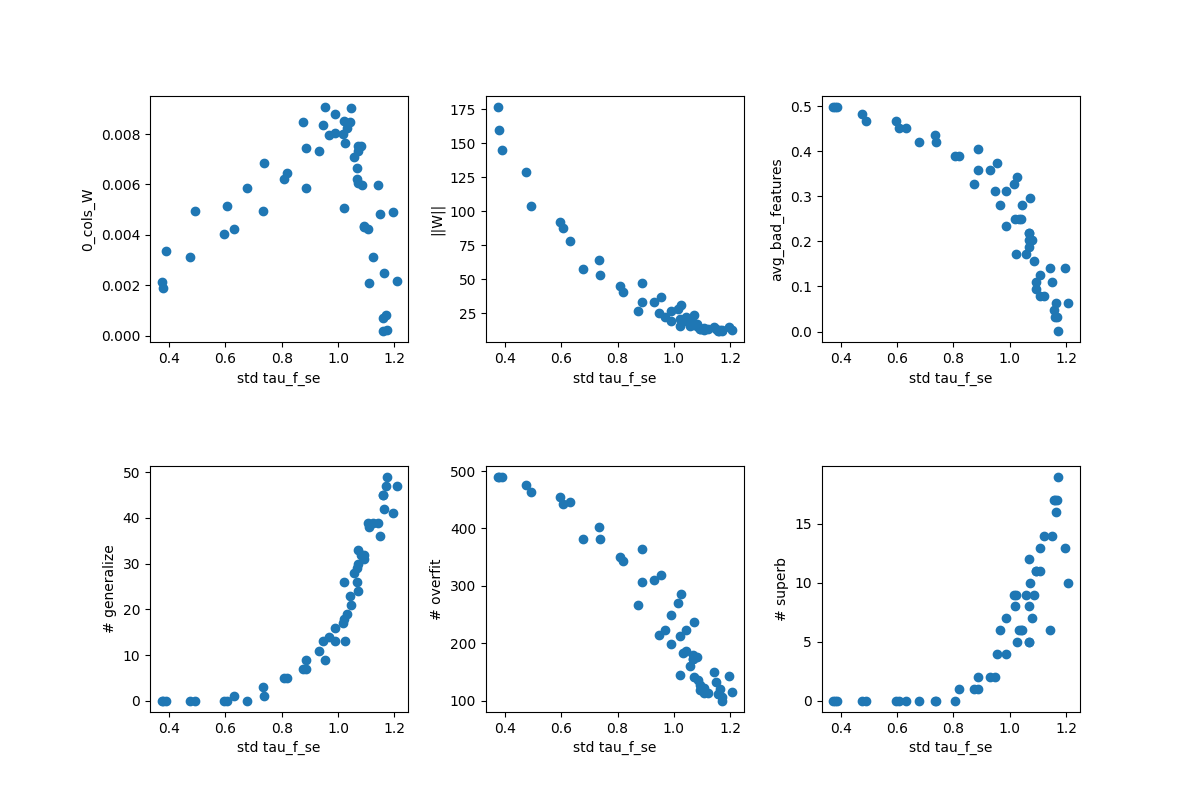 0.008
0.006
0.004
0.002
0.000
0_cols_W
0.4 0.6 0.8 1.0 1.2
std tau_f_se
175
150
125
100
75
50
25
||W||
0.4 0.6 0.8 1.0 1.2
std tau_f_se
0.5
0.4
0.3
0.2
0.1
0.0
avg_bad_features
0.4 0.6 0.8 1.0 1.2
std tau_f_se
50
40
30
20
10
0
# generalize
0.4 0.6 0.8 1.0 1.2
std tau_f_se
500
400
300
200
100
# overfit
0.4 0.6 0.8 1.0 1.2
std tau_f_se
15
10
5
0
# superb
0.4 0.6 0.8 1.0 1.2
std tau_f_se